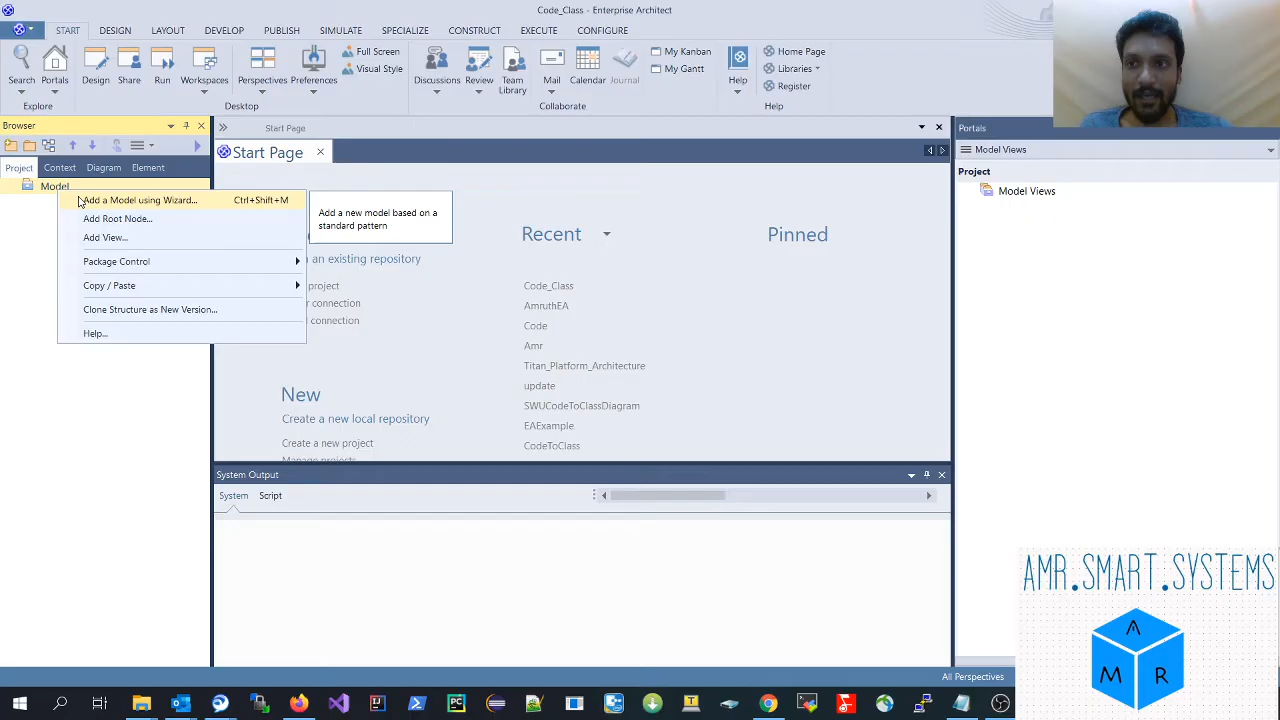 Code_Class - Enterprise Architect
START DESIGN LAYOUT DEVELOP PUBLISH SPECIALIZE CONSTRUCT EXECUTE CONFIGURE
Search Portals Design Share Run Workspaces Perspectives Preferences
Full Screen
Visual Style
Discussions Review Team Library Mail Calendar Journal
My Kanban
My Gantt
Help
Home Page
Libraries
Register
Explore Desktop Collaborate Help
Browser
Project Context Diagram Element
Model
Add a Model using Wizard... Ctrl+Shift+M
Add Root Node...
Add View...
Package Control
Copy / Paste
Clone Structure as New Version...
Help...
Add a new model based on a
standard pattern
Start Page
Start Page
an existing repository
project
connection
connection
New
Create a new local repository
Create a new project
Manage projects
Recent
Code_Class
AmruthEA
Code
Amr
Titan_Platform_Architecture
update
SWUCodeToClassDiagram
EAExample
CodeToClass
Pinned
System Output
System Script
Portals
Model Views
Project
Model Views
All Perspectives
AMR.SMART.SYSTEMS
A
M R